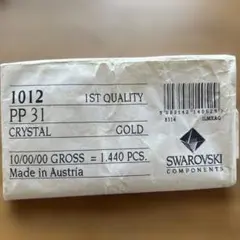 1012 1ST QUALITY
PP 31
CRYSTAL GOLD
10/00/00 GROSS = 1.440 PCS.
Made in Austria
SWAROVSKI
COMPONENTS